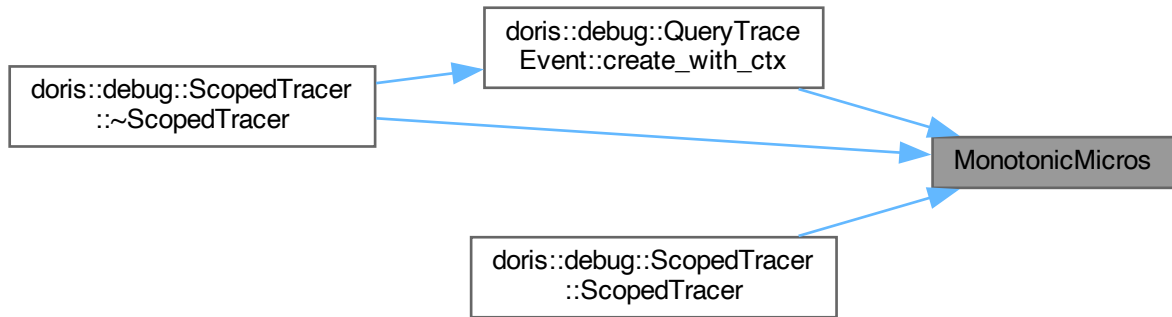 doris::debug::QueryTrace
Event::create_with_ctx
doris::debug::ScopedTracer
::~ScopedTracer
MonotonicMicros
doris::debug::ScopedTracer
::ScopedTracer